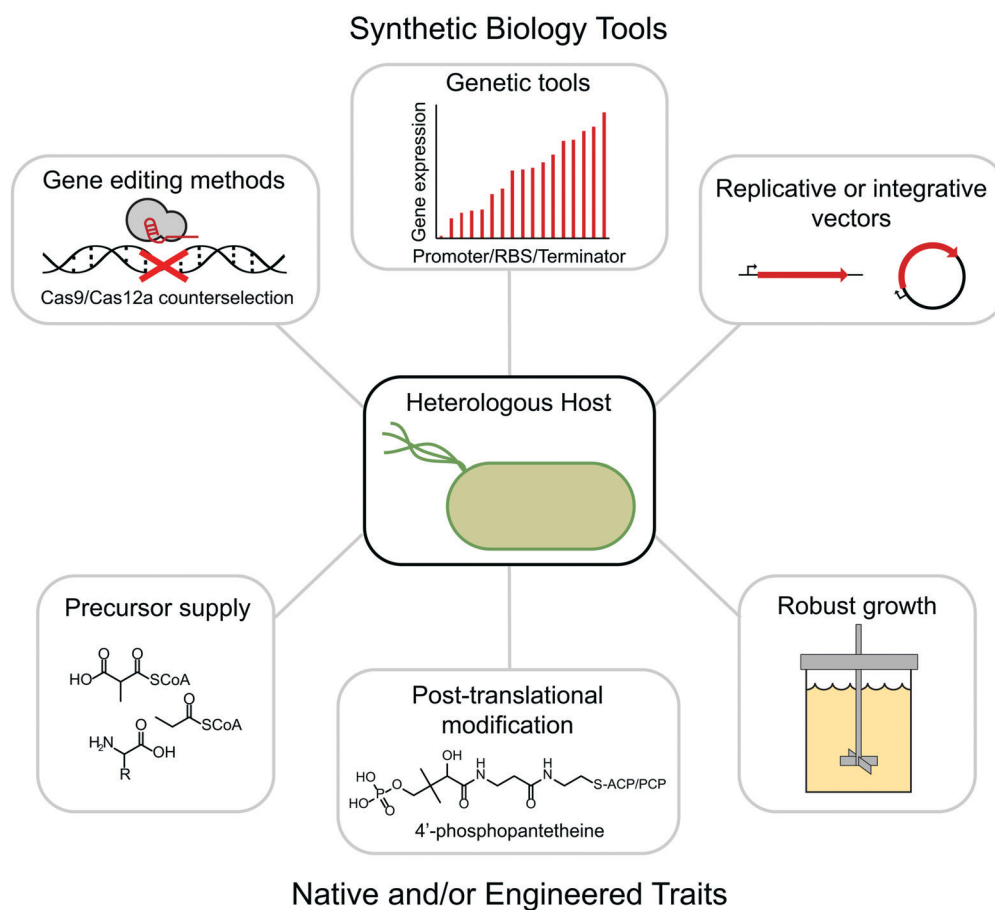 Synthetic Biology Tools
Genetic tools
Gene expression
Promoter/RBS/Terminator
Gene editing methods
Cas9/Cas12a counterselection
Replicative or integrative
vectors
Heterologous Host
Precursor supply
O O
HO SCoA
O
SCoA
O
H₂N
OH
R
Post-translational
modification
OH
HO O
P
HO O
H
N
O
H
N
O
S-ACP/PCP
4’-phosphopantetheine
Robust growth
Native and/or Engineered Traits